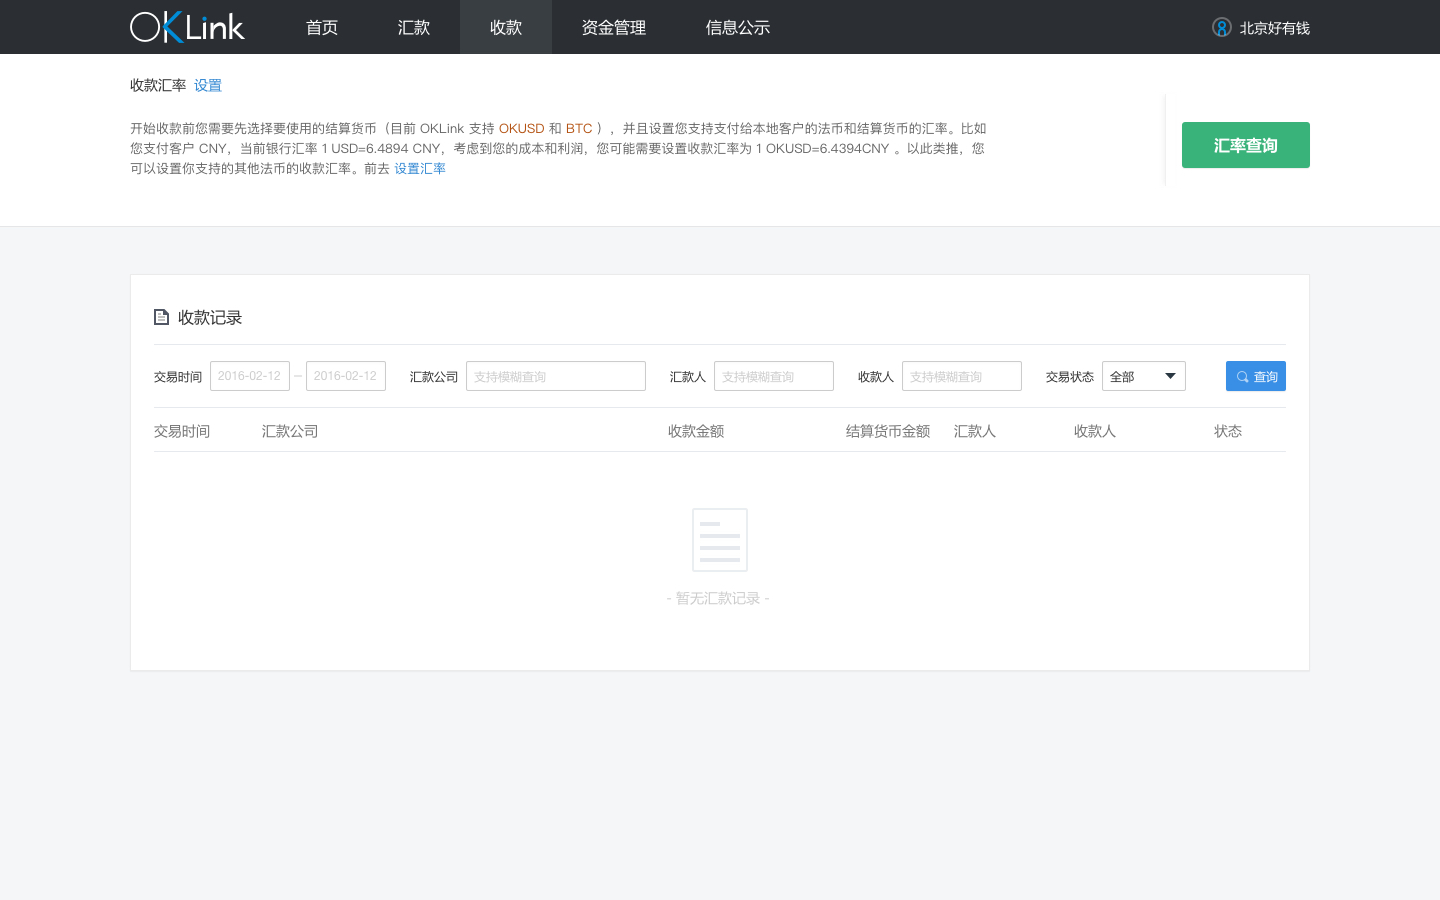 OKLink 首页 汇款 收款 资金管理 信息公示 北京好有钱
收款汇率 设置
开始收款前您需要先选择要使用的结算货币（目前 OKLink 支持 OKUSD 和 BTC ），并且设置您支持支付给本地客户的法币和结算货币的汇率。比如
您支付客户 CNY，当前银行汇率 1 USD=6.4894 CNY，考虑到您的成本和利润，您可能需要设置收款汇率为 1 OKUSD=6.4394CNY 。以此类推，您
可以设置你支持的其他法币的收款汇率。前去 设置汇率
汇率查询
收款记录
交易时间 2016-02-12 – 2016-02-12 汇款公司 支持模糊查询 汇款人 支持模糊查询 收款人 支持模糊查询 交易状态 全部 查询
交易时间 汇款公司 收款金额 结算货币金额 汇款人 收款人 状态
- 暂无汇款记录 -